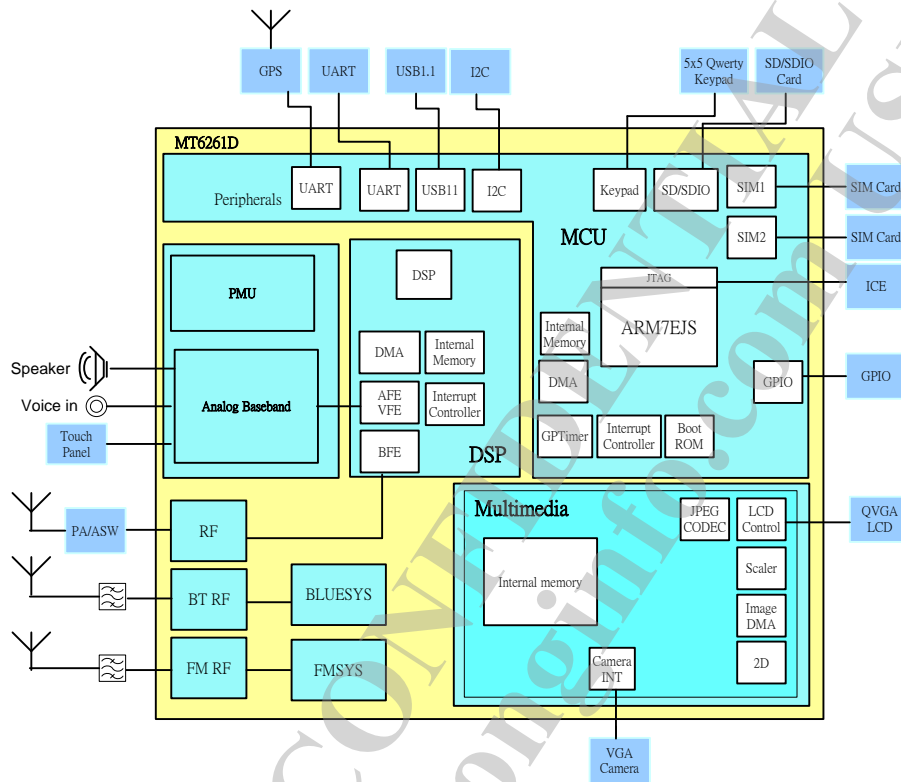 GPS
UART
USB1.1
I2C
5x5 Qwerty
Keypad
SD/SDIO
Card
MT6261D
Peripherals
UART
UART
USB11
I2C
Keypad
SD/SDIO
SIM1
SIM Card
MCU
SIM2
SIM Card
JTAG
ICE
ARM7EJS
Internal
Memory
DMA
GPIO
GPIO
GPTimer
Interrupt
Controller
Boot
ROM
PMU
DSP
DMA
Internal
Memory
Speaker
Voice in
Touch
Panel
Analog Baseband
AFE
VFE
Interrupt
Controller
BFE
DSP
PA/ASW
RF
BT RF
BLUESYS
FM RF
FMSYS
Multimedia
JPEG
CODEC
LCD
Control
QVGA
LCD
Internal memory
Scaler
Image
DMA
Camera
INT
2D
VGA
Camera
CONFIDENTIAL